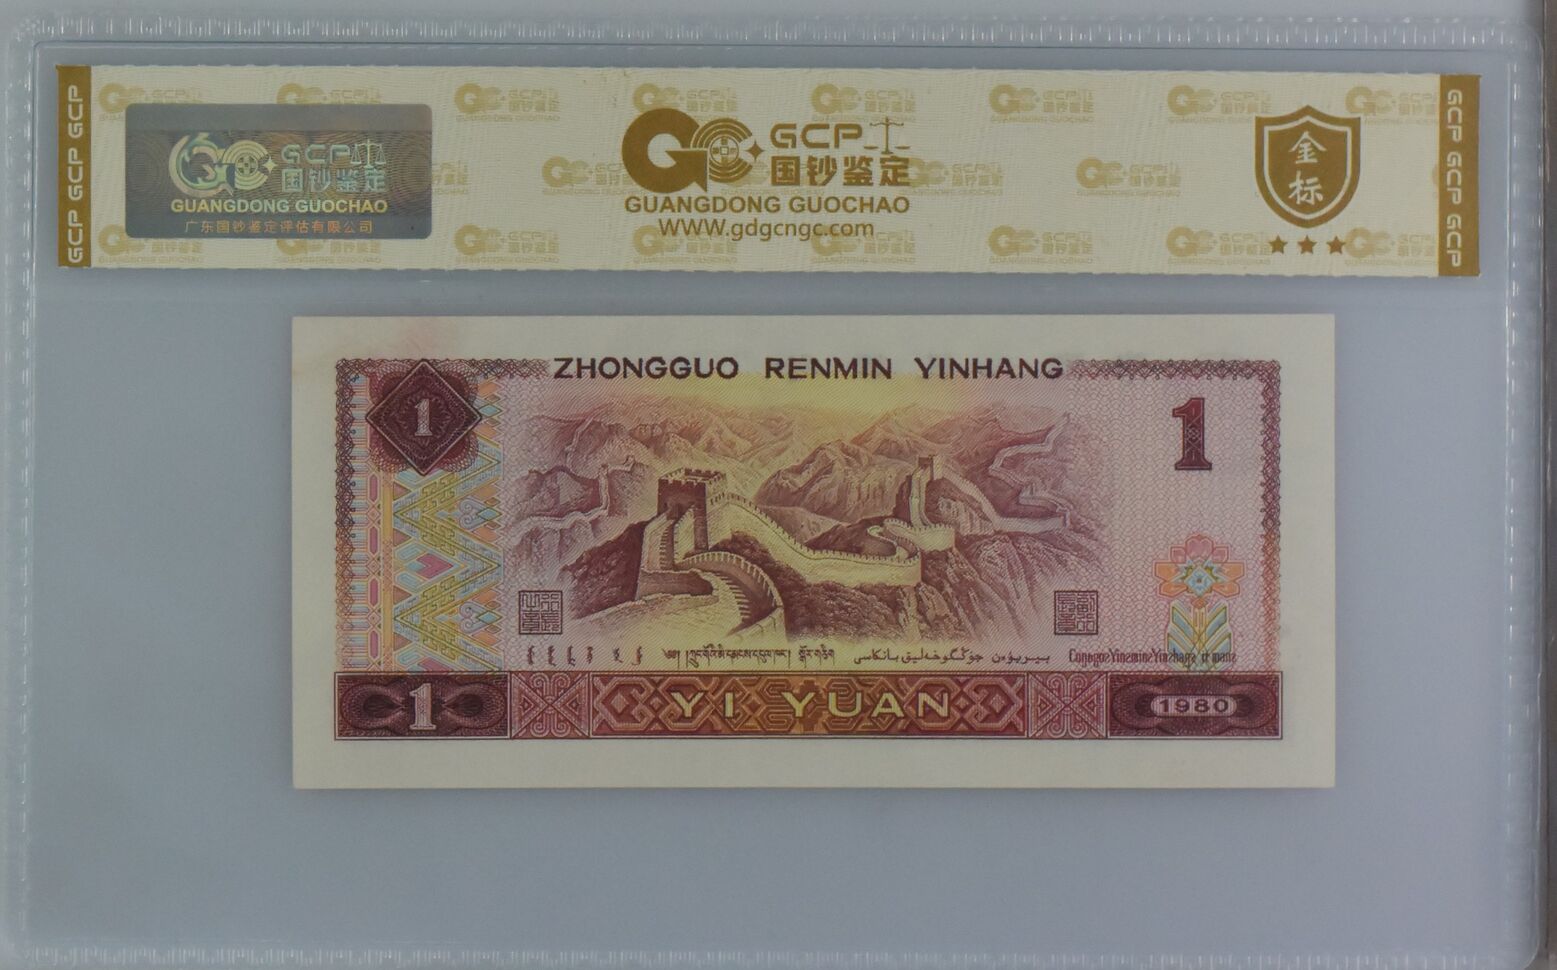 GCP GCP GCP
GCP
国钞鉴定
GUANGDONG GUOCHAO
广东国钞鉴定评估有限公司
GCP
国钞鉴定
GUANGDONG GUOCHAO
WWW.gdgcngc.com
金标
GCP GCP GCP
ZHONGGUO RENMIN YINHANG
1
1
1
YI YUAN
1980